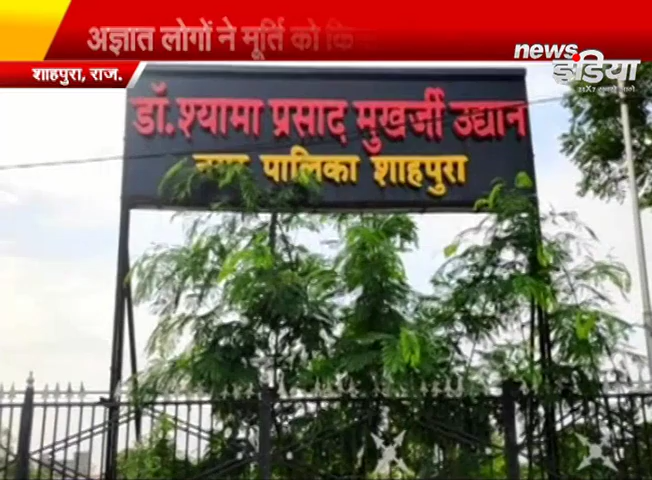 अज्ञात लोगों ने मूर्ति को
शाहपुरा, राज.
news
इंडिया
डॉ. श्यामा प्रसाद मुखर्जी उद्यान
पालिका शाहपुरा